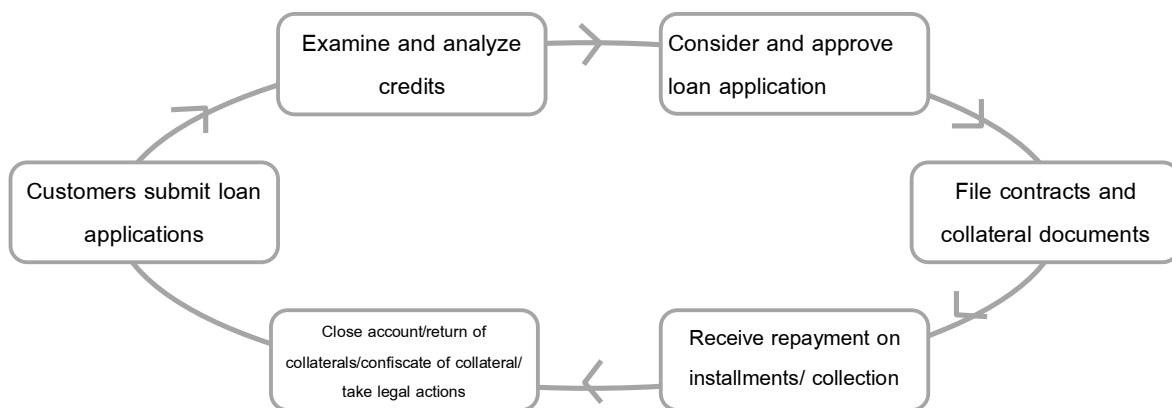 Examine and analyze
credits
Consider and approve
loan application
Customers submit loan
applications
File contracts and
collateral documents
Close account/return of
collaterals/confiscate of collateral/
take legal actions
Receive repayment on
installments/ collection